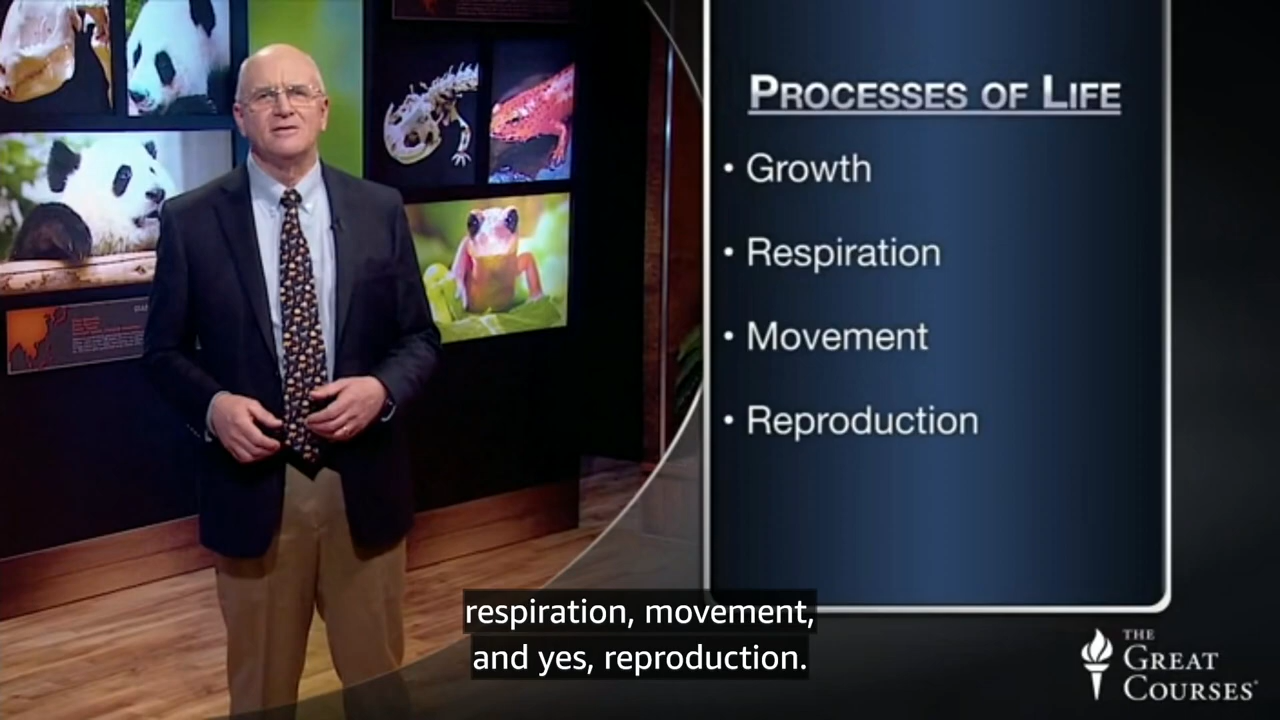 PROCESSES OF LIFE
• Growth
• Respiration
• Movement
• Reproduction
respiration, movement,
and yes, reproduction.
THE
GREAT
COURSES